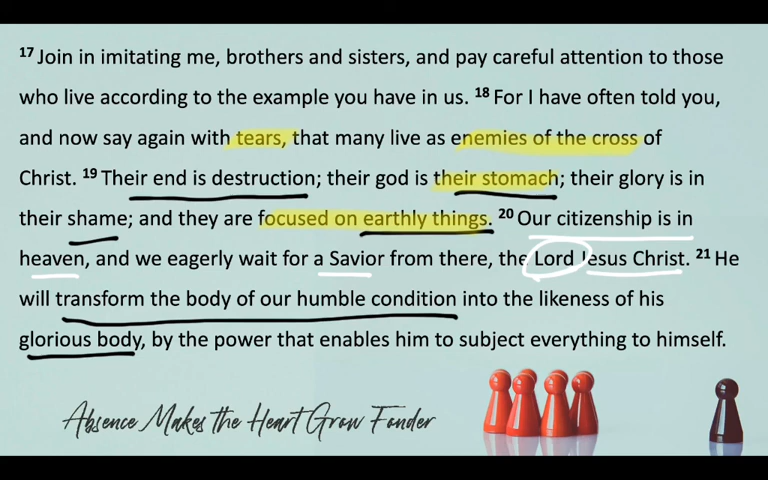 17 Join in imitating me, brothers and sisters, and pay careful attention to those
who live according to the example you have in us. 18 For I have often told you,
and now say again with tears, that many live as enemies of the cross of
Christ. 19 Their end is destruction; their god is their stomach; their glory is in
their shame; and they are focused on earthly things. 20 Our citizenship is in
heaven, and we eagerly wait for a Savior from there, the Lord Jesus Christ. 21 He
will transform the body of our humble condition into the likeness of his
glorious body, by the power that enables him to subject everything to himself.
Absence Makes the Heart Grow Fonder